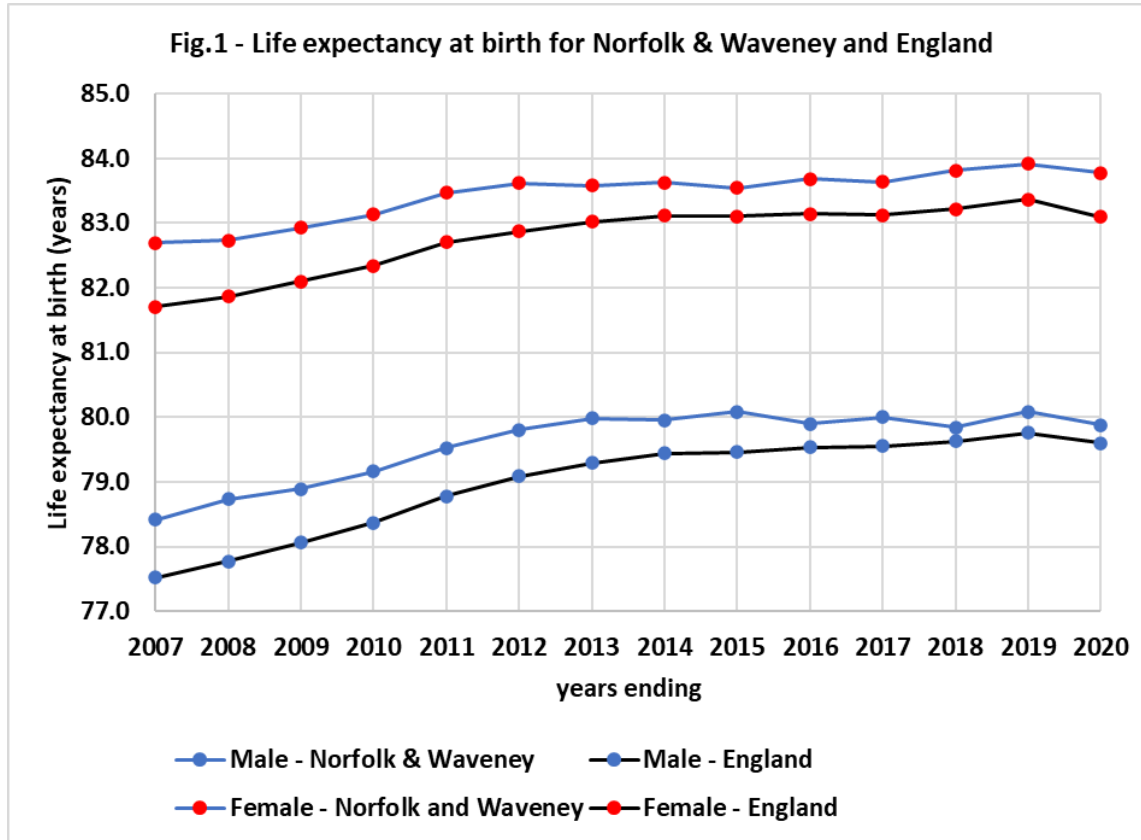 Fig.1 - Life expectancy at birth for Norfolk & Waveney and England
Life expectancy at birth (years)
85.0
84.0
83.0
82.0
81.0
80.0
79.0
78.0
77.0
2007 2008 2009 2010 2011 2012 2013 2014 2015 2016 2017 2018 2019 2020
years ending
Male - Norfolk & Waveney Male - England
Female - Norfolk and Waveney Female - England